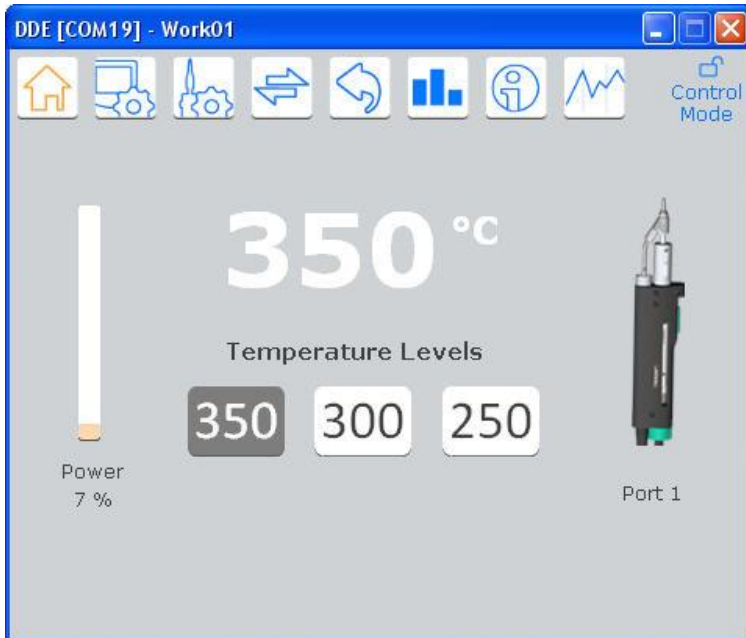 DDE [COM19] - Work01
Control
Mode
350 °C
Temperature Levels
350 300 250
Power
7 %
Port 1